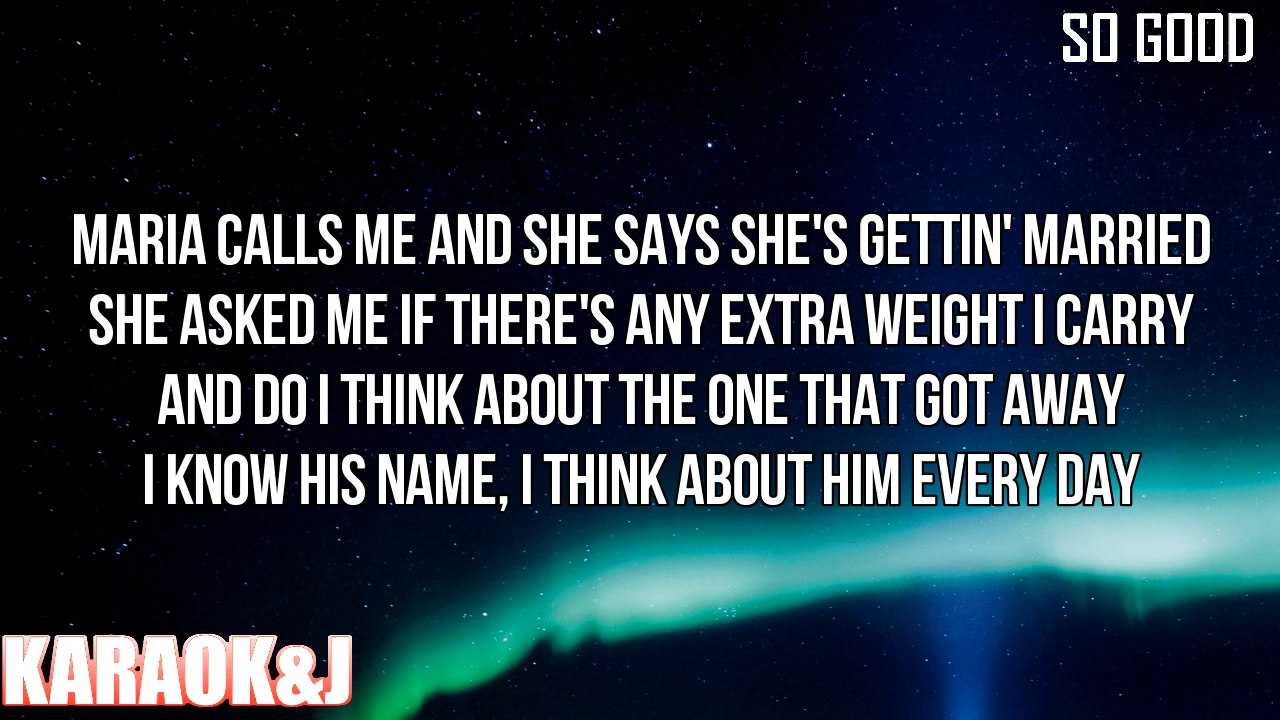 SO GOOD
MARIA CALLS ME AND SHE SAYS SHE'S GETTIN' MARRIED
SHE ASKED ME IF THERE'S ANY EXTRA WEIGHT I CARRY
AND DO I THINK ABOUT THE ONE THAT GOT AWAY
I KNOW HIS NAME, I THINK ABOUT HIM EVERY DAY
KARAOK&J